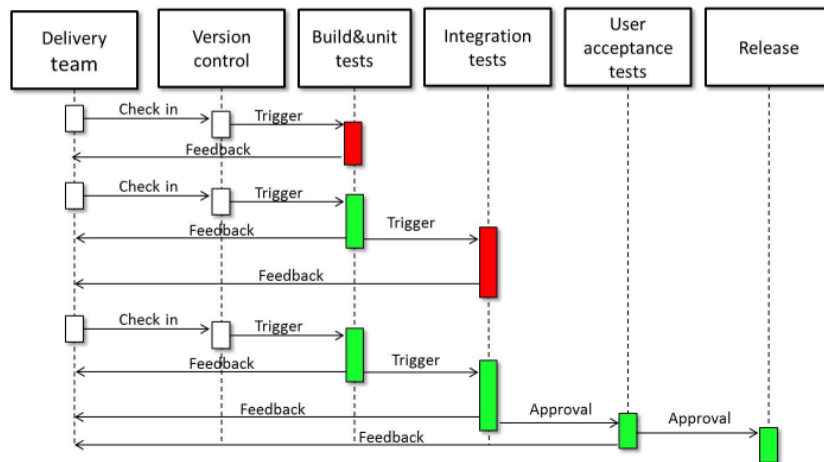 Delivery
team
Version
control
Build&unit
tests
Integration
tests
User
acceptance
tests
Release
Check in
Trigger
Feedback
Check in
Trigger
Feedback
Trigger
Feedback
Check in
Trigger
Feedback
Trigger
Feedback
Approval
Approval
Feedback